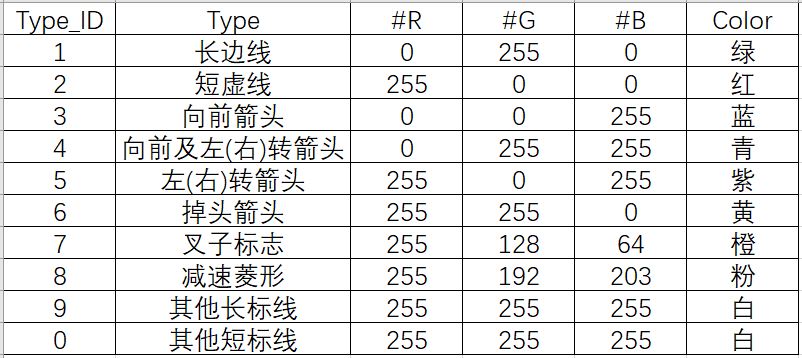 Type_ID Type #R #G #B Color
1 长边线 0 255 0 绿
2 短虚线 255 0 0 红
3 向前箭头 0 0 255 蓝
4 向前及左(右)转箭头 0 255 255 青
5 左(右)转箭头 255 0 255 紫
6 掉头箭头 255 255 0 黄
7 叉子标志 255 128 64 橙
8 减速菱形 255 192 203 粉
9 其他长标线 255 255 255 白
0 其他短标线 255 255 255 白